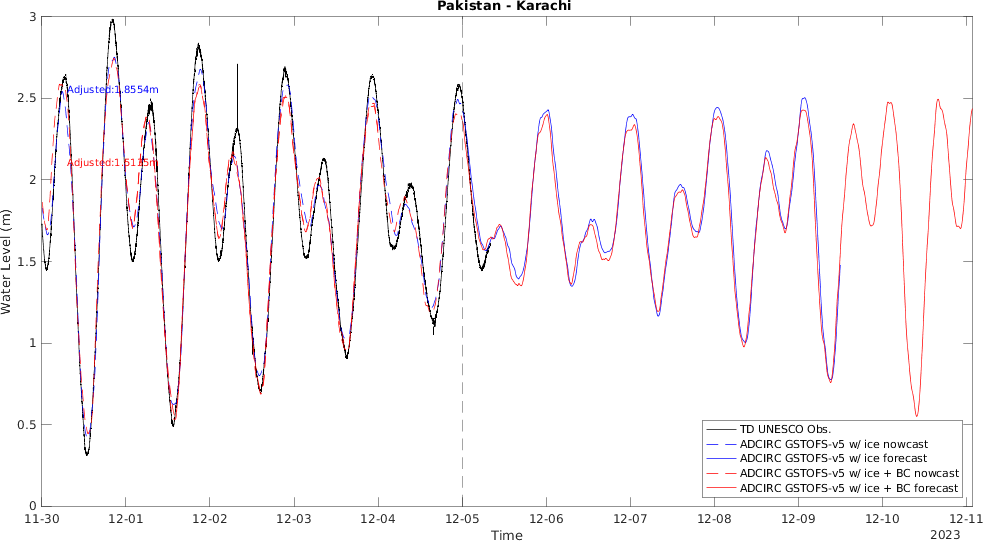 Pakistan - Karachi
3
2.5
2
1.5
1
0.5
0
Water Level (m)
Adjusted:1.8554m
TD UNESCO Obs.
ADCIRC GSTOFS-v5 w/ ice nowcast
ADCIRC GSTOFS-v5 w/ ice forecast
ADCIRC GSTOFS-v5 w/ ice + BC nowcast
ADCIRC GSTOFS-v5 w/ ice + BC forecast
11-30 12-01 12-02 12-03 12-04 12-05 12-06 12-07 12-08 12-09 12-10 12-11
Time
2023